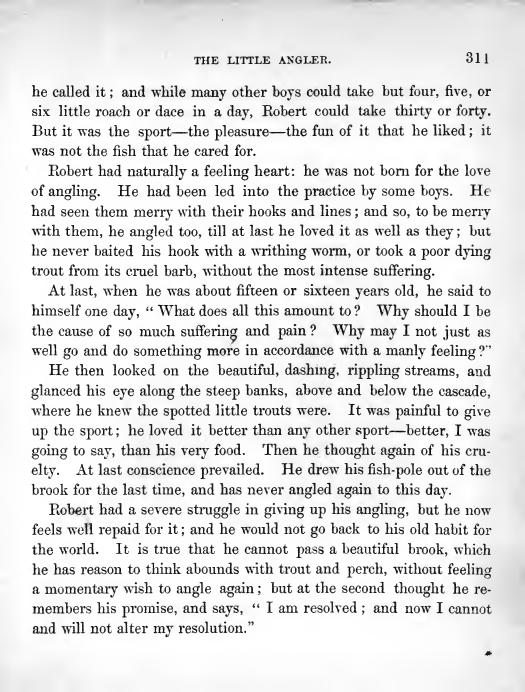 THE LITTLE ANGLER. 311
he called it; and while many other boys could take but four, five, or
six little roach or dace in a day, Robert could take thirty or forty.
But it was the sport—the pleasure—the fun of it that he liked; it
was not the fish that he cared for.
Robert had naturally a feeling heart: he was not born for the love
of angling. He had been led into the practice by some boys. He
had seen them merry with their hooks and lines; and so, to be merry
with them, he angled too, till at last he loved it as well as they; but
he never baited his hook with a writhing worm, or took a poor dying
trout from its cruel barb, without the most intense suffering.
At last, when he was about fifteen or sixteen years old, he said to
himself one day, “ What does all this amount to? Why should I be
the cause of so much suffering and pain? Why may I not just as
well go and do something more in accordance with a manly feeling?”
He then looked on the beautiful, dashing, rippling streams, and
glanced his eye along the steep banks, above and below the cascade,
where he knew the spotted little trouts were. It was painful to give
up the sport; he loved it better than any other sport—better, I was
going to say, than his very food. Then he thought again of his cru-
elty. At last conscience prevailed. He drew his fish-pole out of the
brook for the last time, and has never angled again to this day.
Robert had a severe struggle in giving up his angling, but he now
feels well repaid for it; and he would not go back to his old habit for
the world. It is true that he cannot pass a beautiful brook, which
he has reason to think abounds with trout and perch, without feeling
a momentary wish to angle again; but at the second thought he re-
members his promise, and says, “ I am resolved; and now I cannot
and will not alter my resolution.”